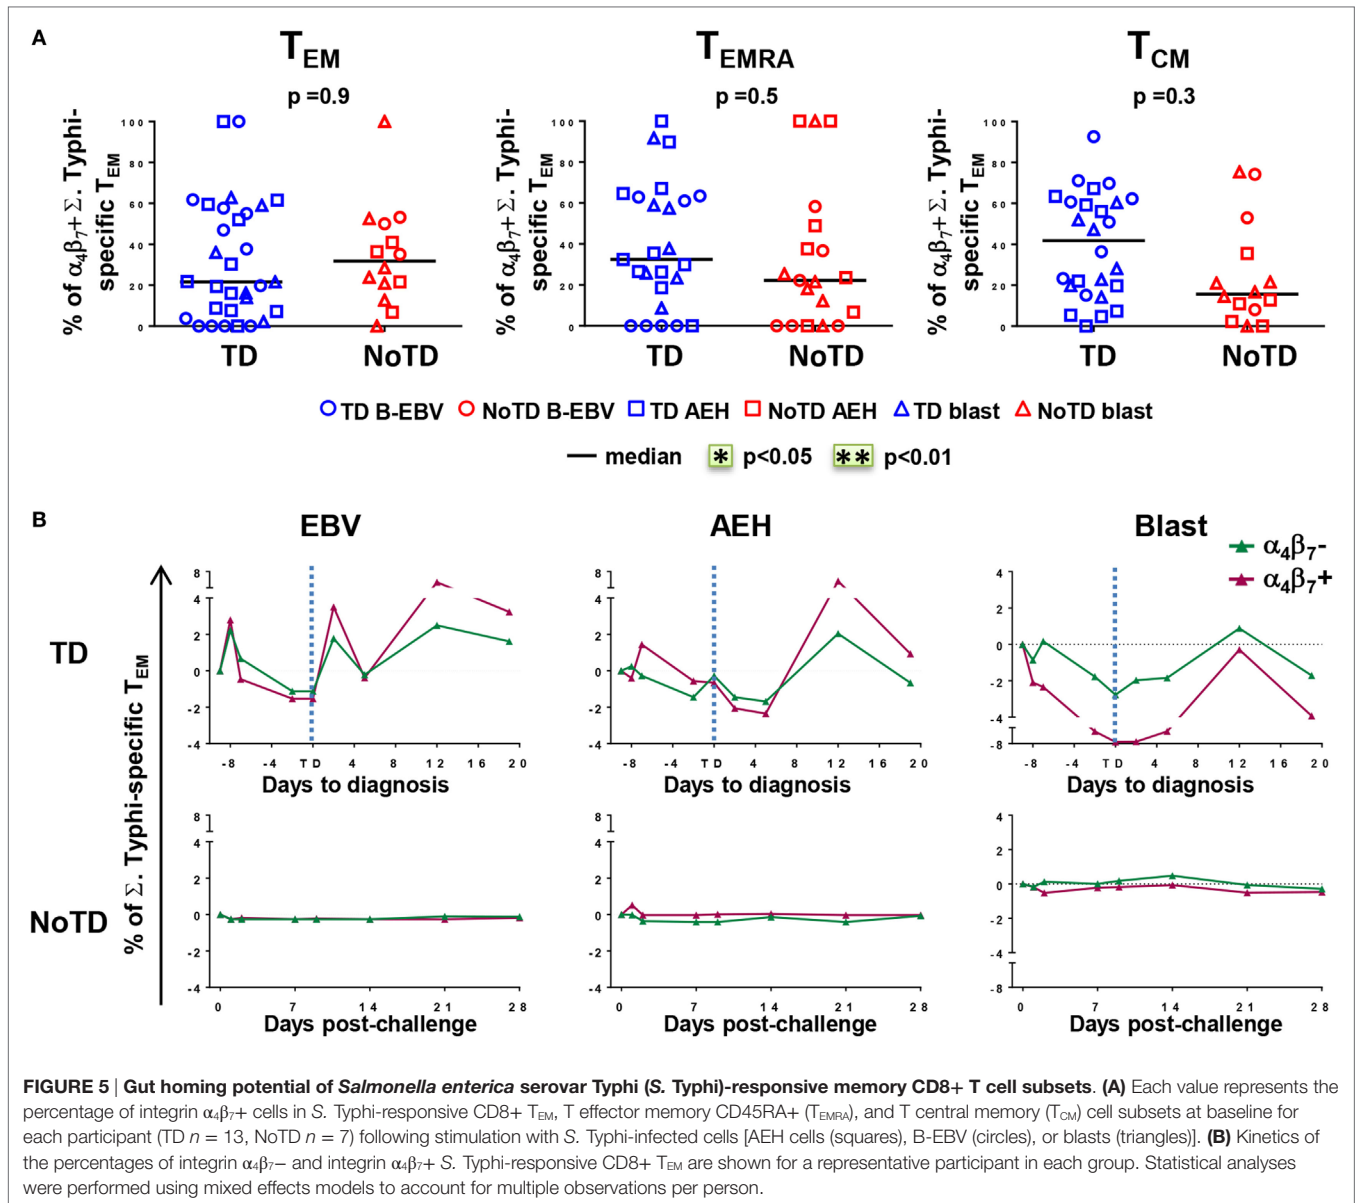 A
T_EM
T_EMRA
T_CM
p =0.9
p =0.5
p =0.3
% of α4β7+ Σ. Typhi-
specific T_EM
100
80
60
40
20
0
TD
NoTD
% of α4β7+ Σ. Typhi-
specific T_EM
100
80
60
40
20
0
TD
NoTD
% of α4β7+ Σ. Typhi-
specific T_EM
100
80
60
40
20
0
TD
NoTD
TD B-EBV NoTD B-EBV TD AEH NoTD AEH TD blast NoTD blast
median * p<0.05 ** p<0.01
B
EBV
AEH
Blast
α4β7-
α4β7+
% of Σ. Typhi-specific T_EM
TD
8
4
2
0
-2
-4
-8 -4 TD 4 8 12 16 20
Days to diagnosis
8
4
2
0
-2
-4
-8 -4 TD 4 8 12 16 20
Days to diagnosis
4
2
0
-2
-4
-8
-8 -4 TD 4 8 12 16 20
Days to diagnosis
NoTD
8
4
2
0
-2
-4
0 7 14 21 28
Days post-challenge
8
4
2
0
-2
-4
0 7 14 21 28
Days post-challenge
4
2
0
-2
-4
-8
0 7 14 21 28
Days post-challenge
FIGURE 5 | Gut homing potential of Salmonella enterica serovar Typhi (S. Typhi)-responsive memory CD8+ T cell subsets. (A) Each value represents the
percentage of integrin α4β7+ cells in S. Typhi-responsive CD8+ T_EM, T effector memory CD45RA+ (T_EMRA), and T central memory (T_CM) cell subsets at baseline for
each participant (TD n = 13, NoTD n = 7) following stimulation with S. Typhi-infected cells [AEH cells (squares), B-EBV (circles), or blasts (triangles)]. (B) Kinetics of
the percentages of integrin α4β7− and integrin α4β7+ S. Typhi-responsive CD8+ T_EM are shown for a representative participant in each group. Statistical analyses
were performed using mixed effects models to account for multiple observations per person.